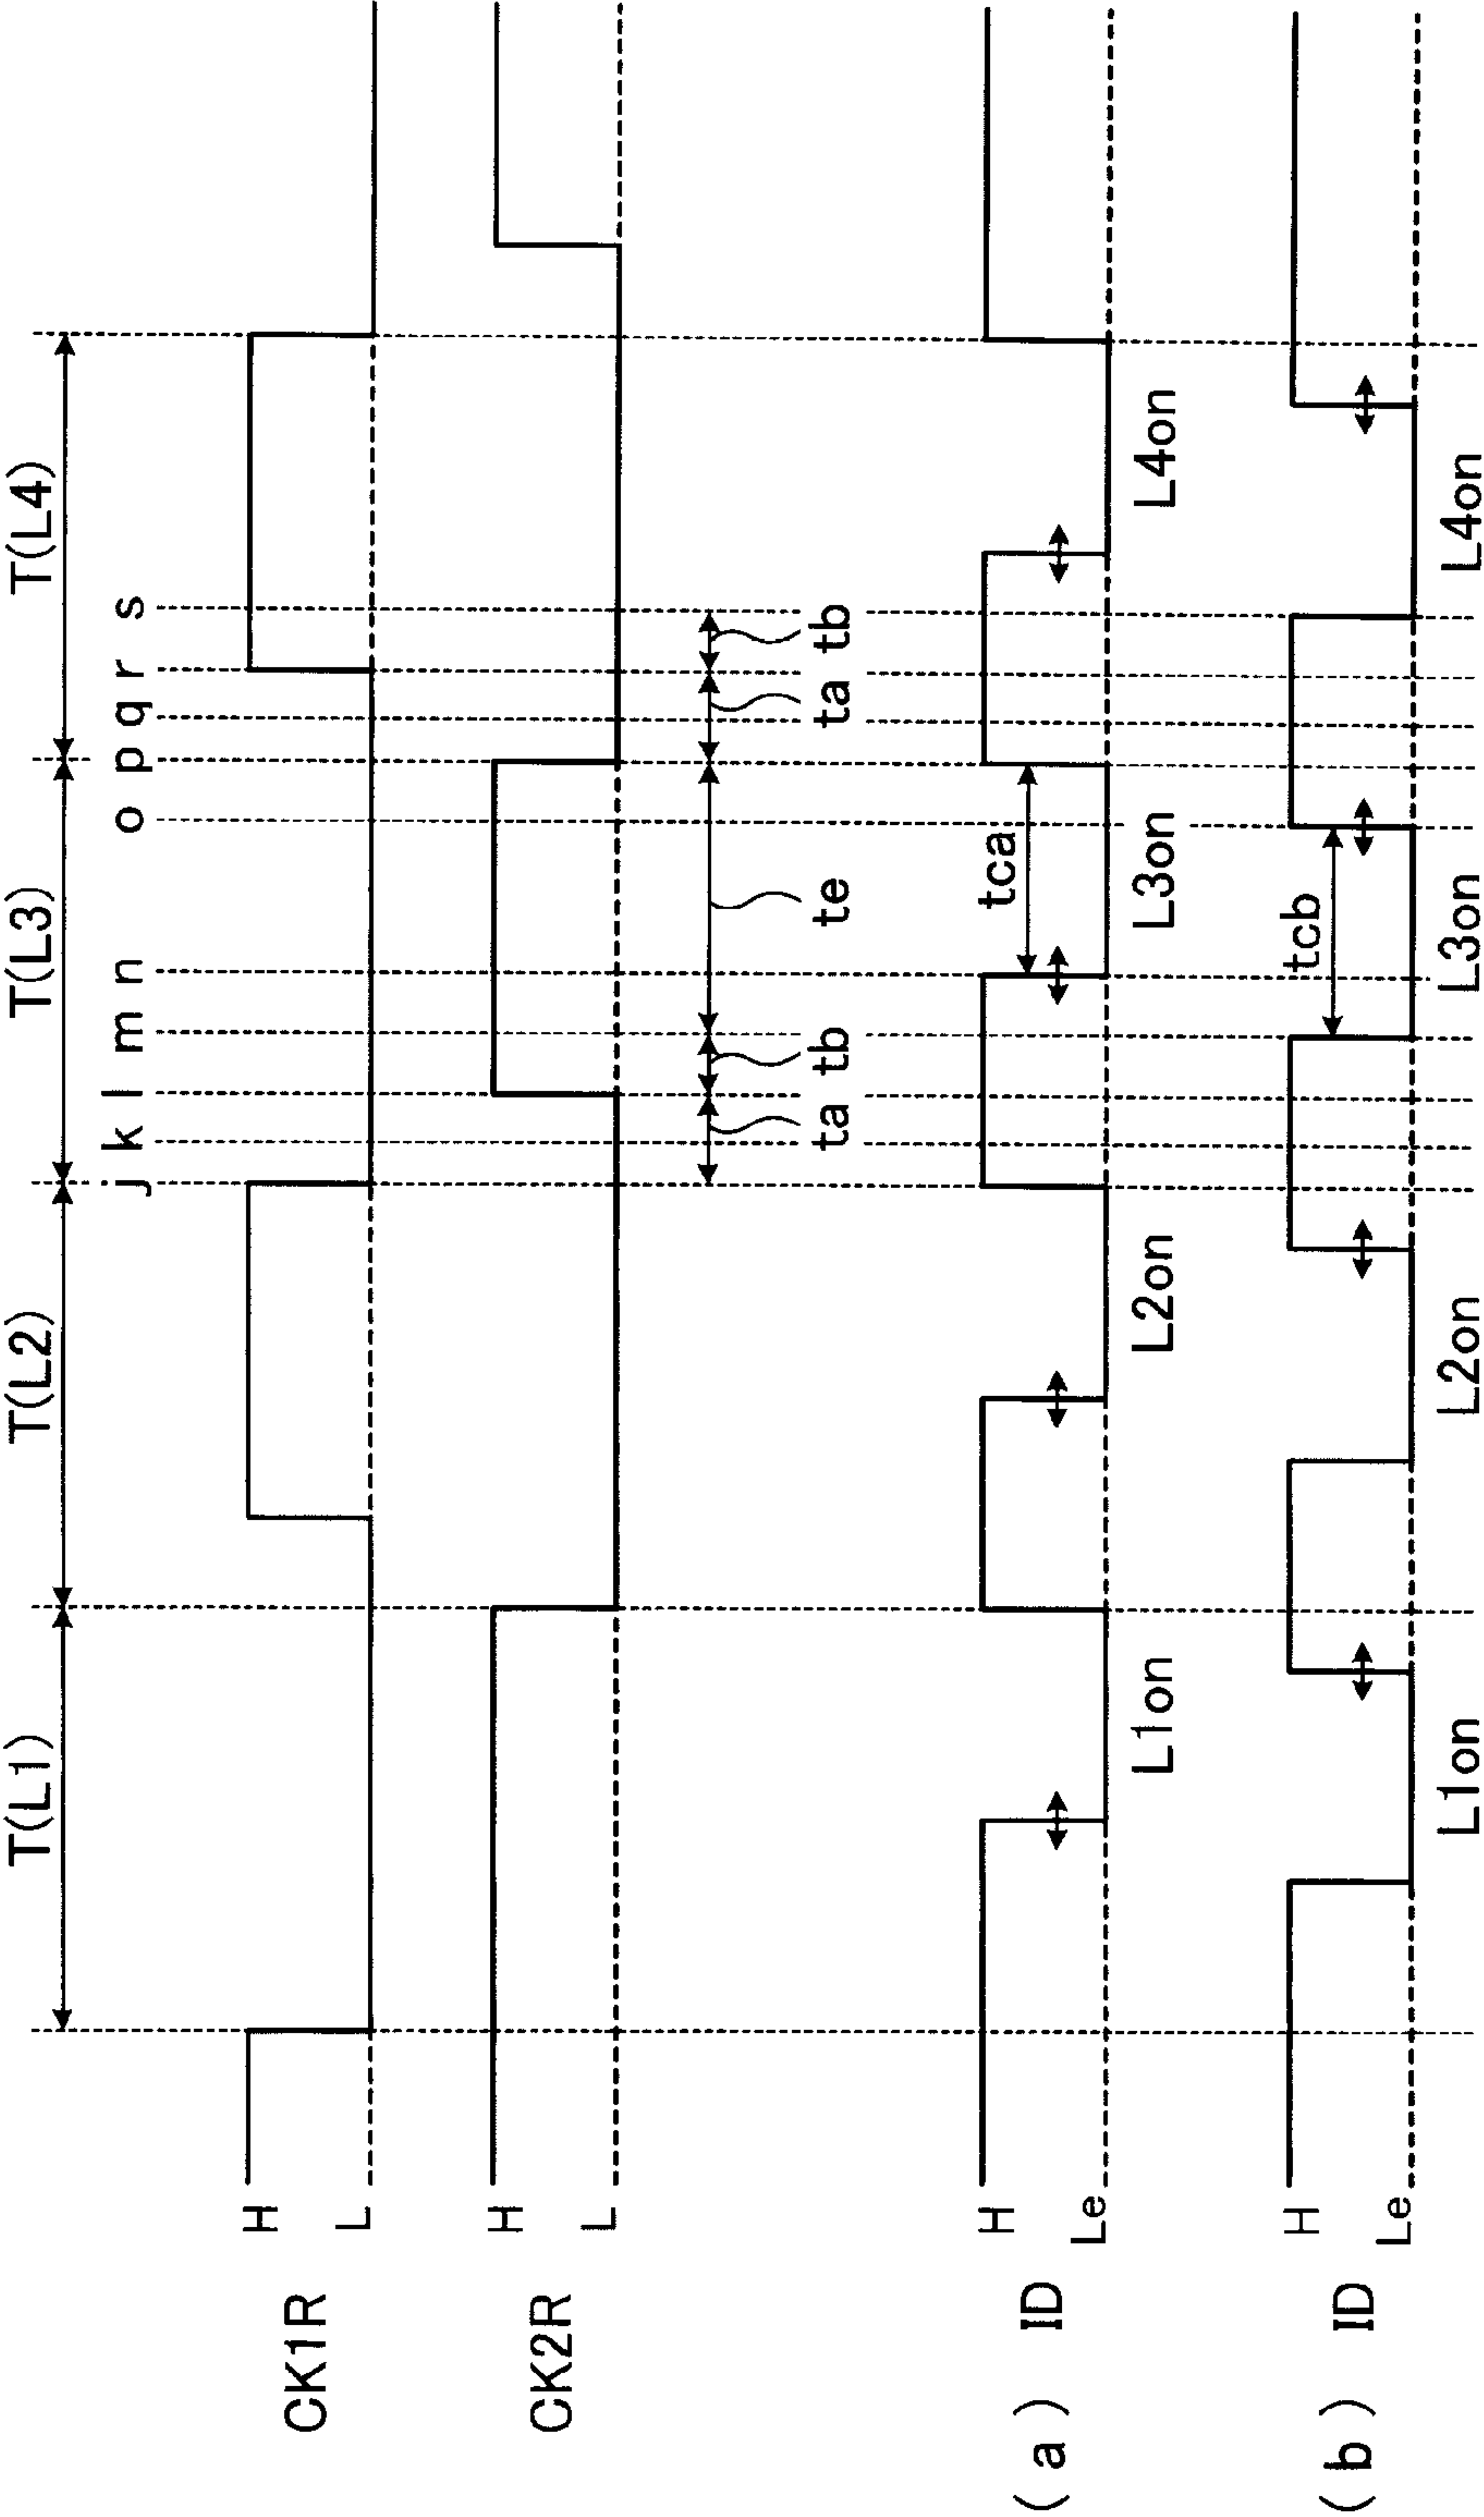 T(L1) T(L2) T(L3) T(L4)
j k l m n o p q r s
CK1R H L
CK2R H L
ta tb te ta tb
(a) ID H Le
tca
L1on L2on L3on L4on
(b) ID H Le
tcb
L1on L2on L3on L4on